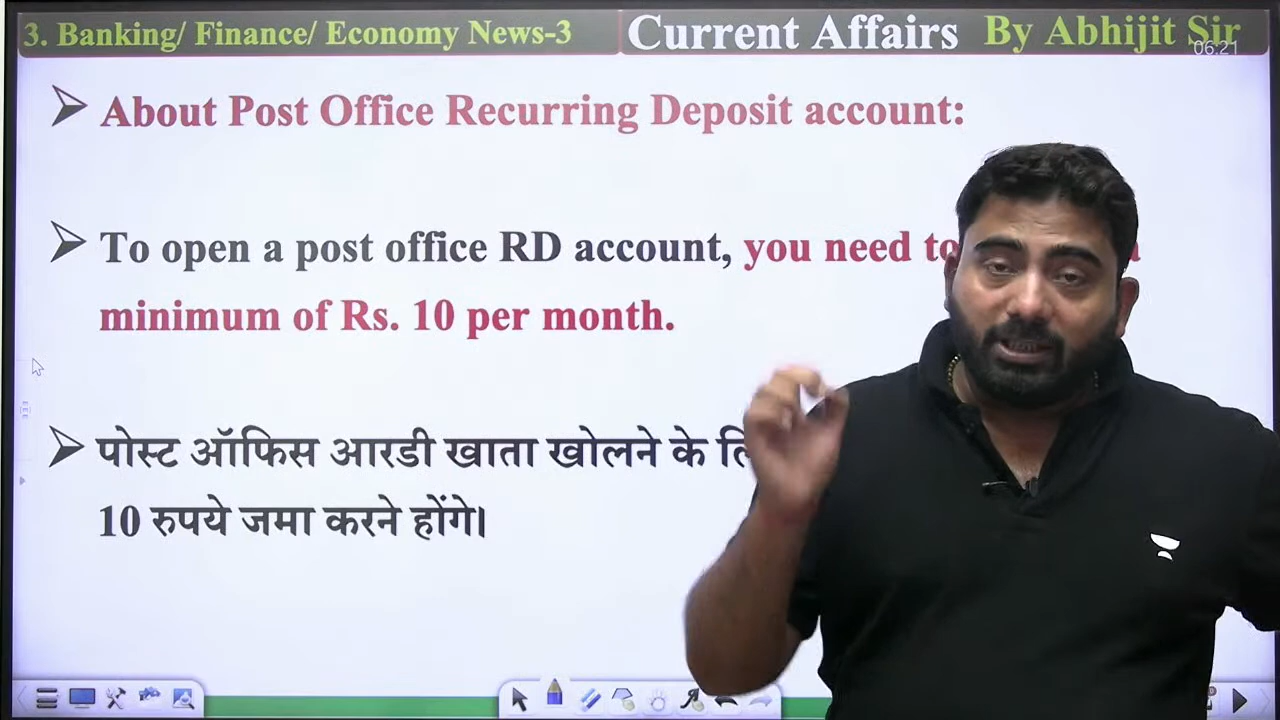 3. Banking/ Finance/ Economy News-3
Current Affairs By Abhijit Sir
06:21
About Post Office Recurring Deposit account:
To open a post office RD account, you need to
minimum of Rs. 10 per month.
पोस्ट ऑफिस आरडी खाता खोलने के
10 रुपये जमा करने होंगे।